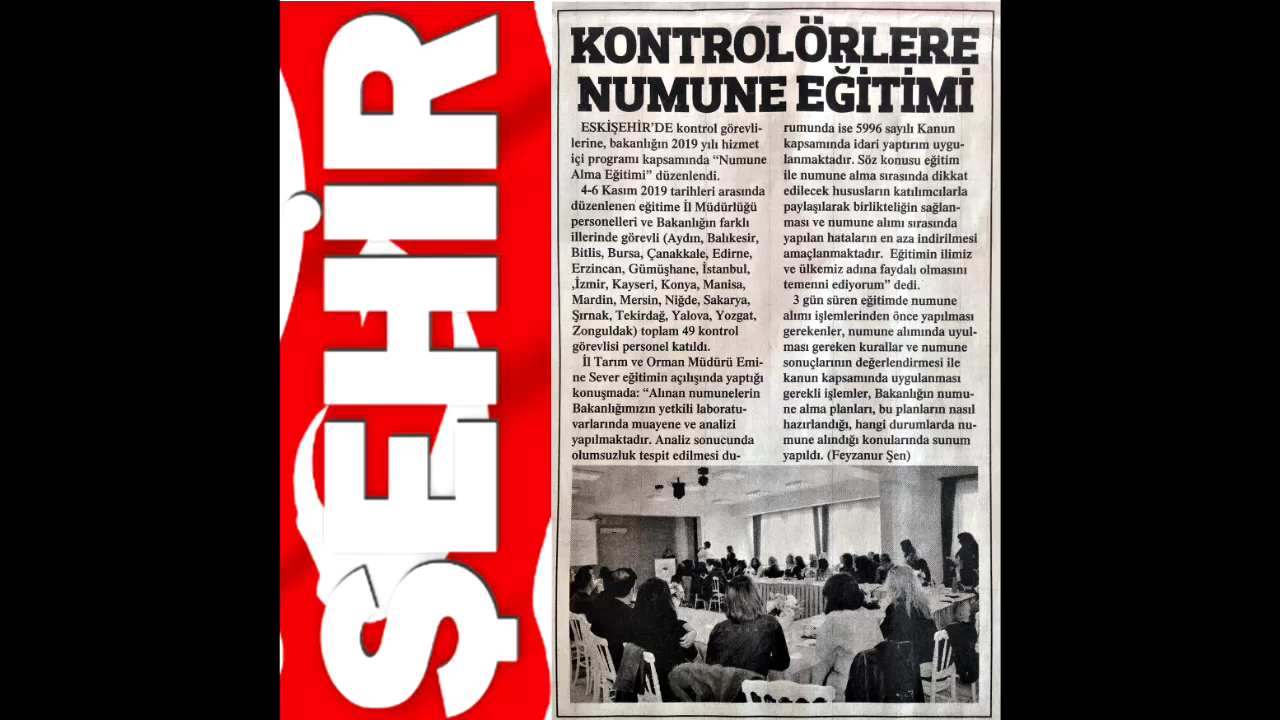 ŞEHİR
KONTROLÖRLERE
NUMUNE EĞİTİMİ
ESKİŞEHİR’DE kontrol görevli-
lerine, bakanlığın 2019 yılı hizmet
içi programı kapsamında “Numune
Alma Eğitimi” düzenlendi.
4-6 Kasım 2019 tarihleri arasında
düzenlenen eğitime İl Müdürlüğü
personelleri ve Bakanlığın farklı
illerinde görevli (Aydın, Balıkesir,
Bitlis, Bursa, Çanakkale, Edirne,
Erzincan, Gümüşhane, İstanbul,
,İzmir, Kayseri, Konya, Manisa,
Mardin, Mersin, Niğde, Sakarya,
Şırnak, Tekirdağ, Yalova, Yozgat,
Zonguldak) toplam 49 kontrol
görevlisi personel katıldı.
İl Tarım ve Orman Müdürü Emi-
ne Sever eğitimin açılışında yaptığı
konuşmada: “Alınan numunelerin
Bakanlığımızın yetkili laboratu-
varlarında muayene ve analizi
yapılmaktadır. Analiz sonucunda
olumsuzluk tespit edilmesi du-
rumunda ise 5996 sayılı Kanun
kapsamında idari yaptırım uygu-
lanmaktadır. Söz konusu eğitim
ile numune alma sırasında dikkat
edilecek hususların katılımcılarla
paylaşılarak birlikteliğin sağlan-
ması ve numune alımı sırasında
yapılan hataların en aza indirilmesi
amaçlanmaktadır. Eğitimin ilimiz
ve ülkemiz adına faydalı olmasını
temenni ediyorum” dedi.
3 gün süren eğitimde numune
alımı işlemlerinden önce yapılması
gerekenler, numune alımında uyul-
ması gereken kurallar ve numune
sonuçlarının değerlendirmesi ile
kanun kapsamında uygulanması
gerekli işlemler, Bakanlığın numu-
ne alma planları, bu planların nasıl
hazırlandığı, hangi durumlarda nu-
mune alındığı konularında sunum
yapıldı. (Feyzanur Şen)